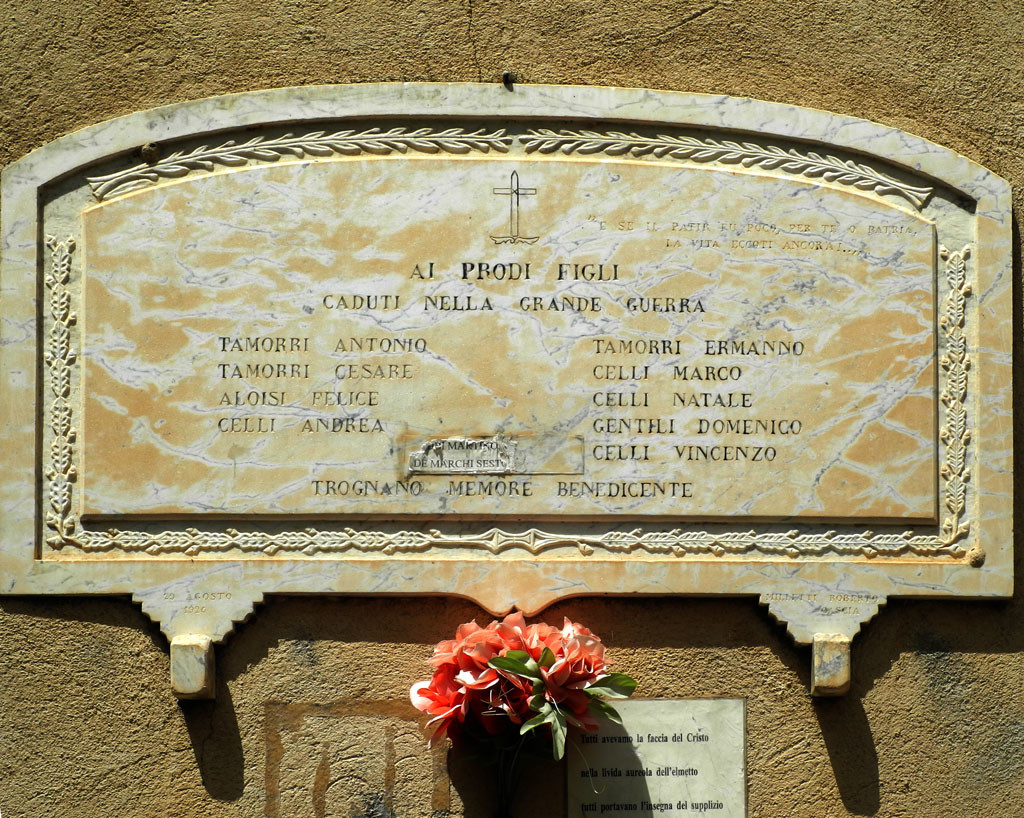 "E SE IL PATIR FU POCO, PER TE O PATRIA,
LA VITA ECCOTI ANCORA!....
AI PRODI FIGLI
CADUTI NELLA GRANDE GUERRA
TAMORRI ANTONIO
TAMORRI CESARE
ALOISI FELICE
CELLI ANDREA
TAMORRI ERMANNO
CELLI MARCO
CELLI NATALE
GENTILI DOMENICO
CELLI VINCENZO
MARTINO
DE MARCHI SESTO
TROGNANO MEMORE BENEDICENTE
20 AGOSTO
MILLETTI ROBERTO
Tutti avevamo la faccia del Cristo
nella livida aureola dell'elmetto
tutti portavano l'insegna del supplizio